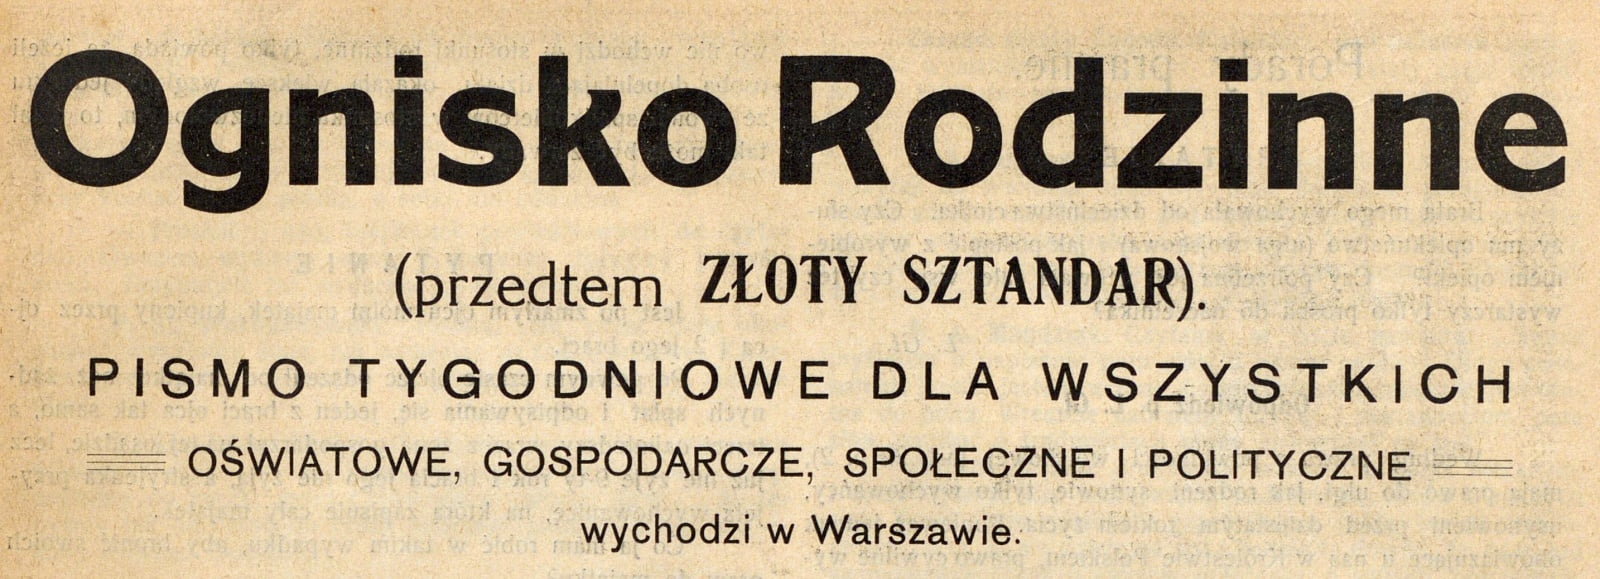 Ognisko Rodzinne
(przedtem ZŁOTY SZTANDAR).
PISMO TYGODNIOWE DLA WSZYSTKICH
OŚWIATOWE, GOSPODARCZE, SPOŁECZNE I POLITYCZNE
wychodzi w Warszawie.